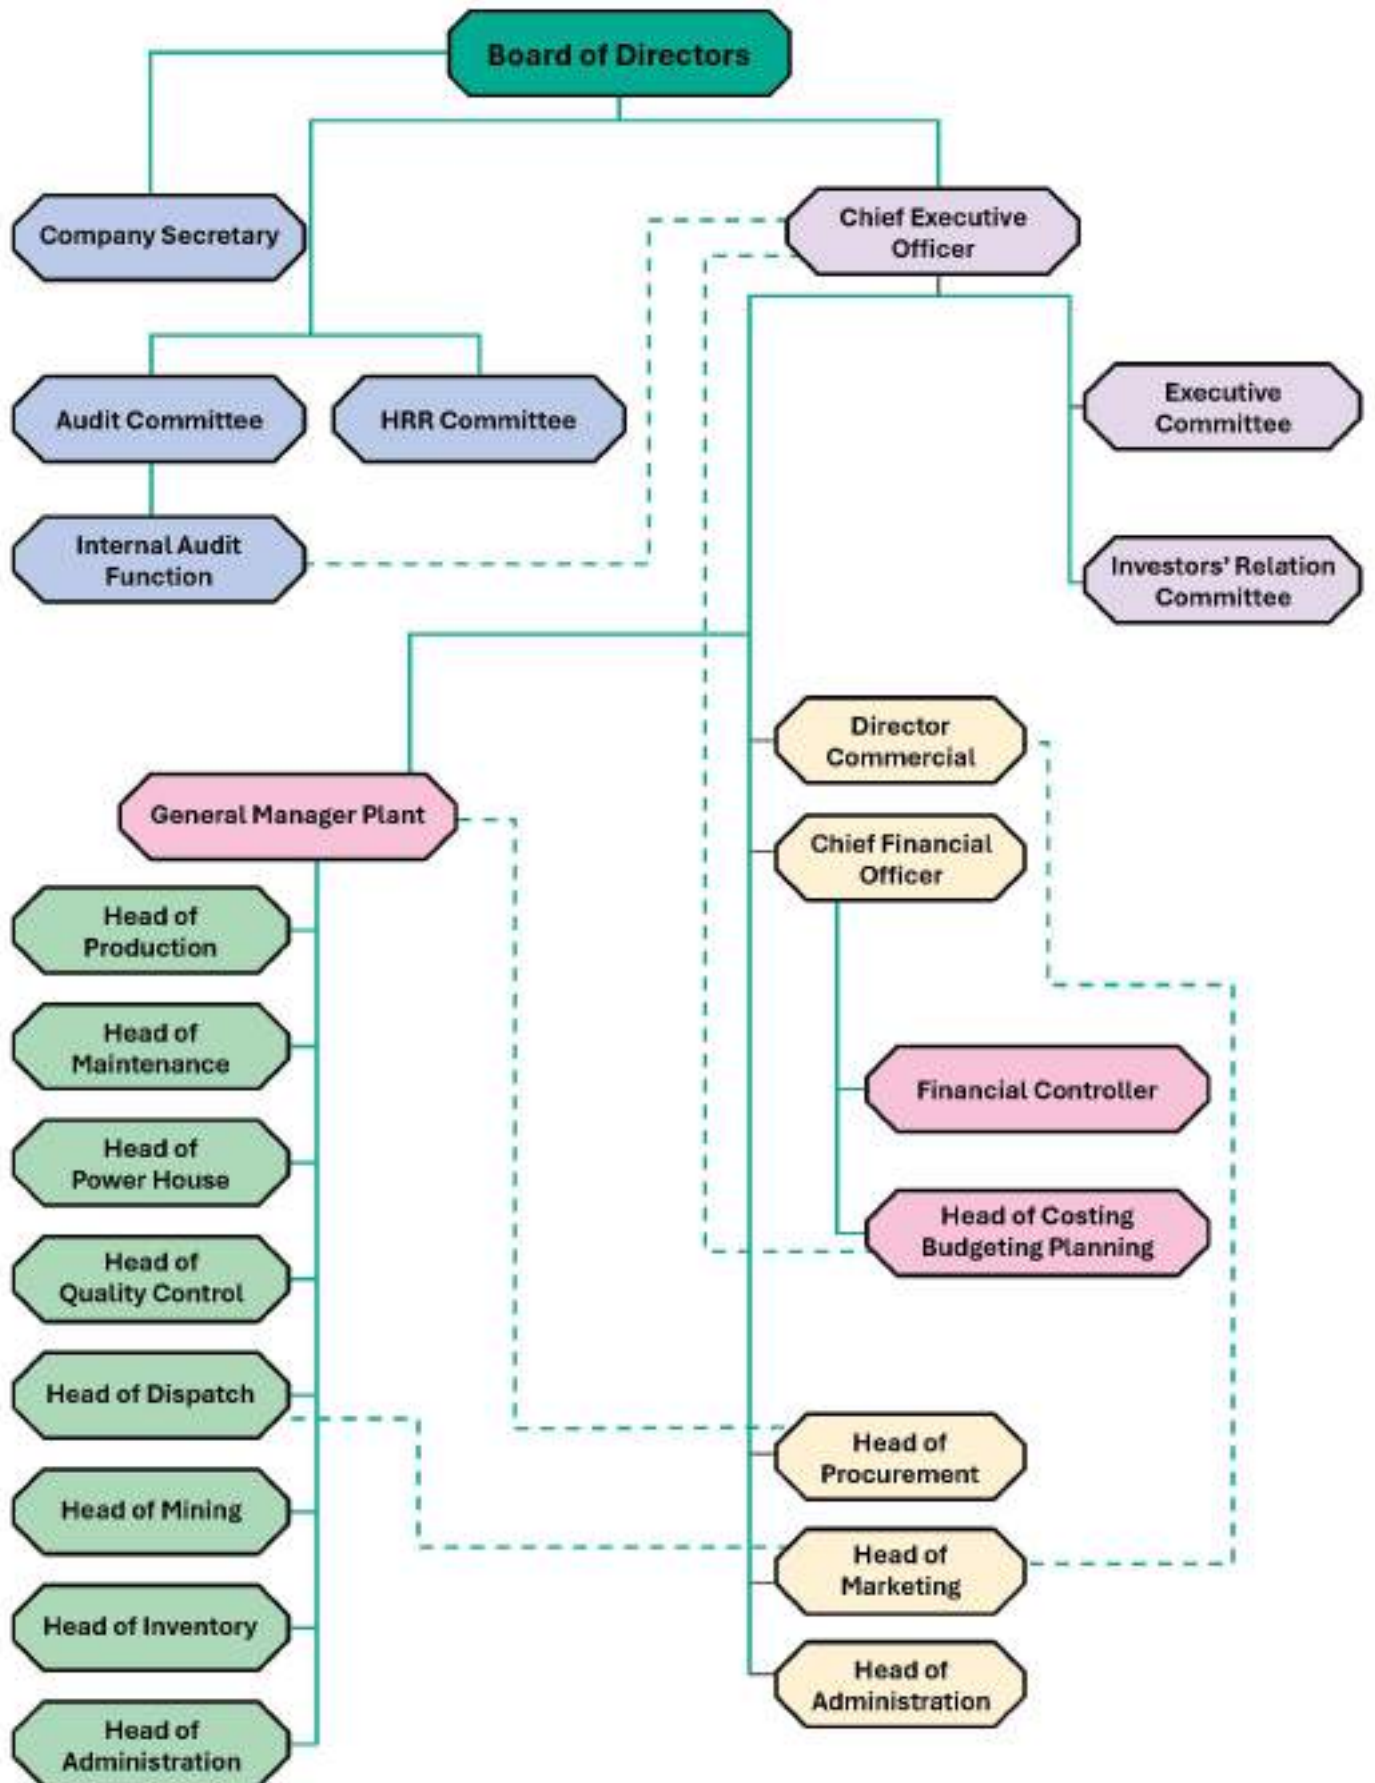 Board of Directors
Company Secretary
Chief Executive
Officer
Audit Committee
HRR Committee
Executive
Committee
Internal Audit
Function
Investors' Relation
Committee
Director
Commercial
General Manager Plant
Chief Financial
Officer
Head of
Production
Head of
Maintenance
Financial Controller
Head of
Power House
Head of Costing
Budgeting Planning
Head of
Quality Control
Head of Dispatch
Head of
Procurement
Head of Mining
Head of
Marketing
Head of Inventory
Head of
Administration
Head of
Administration